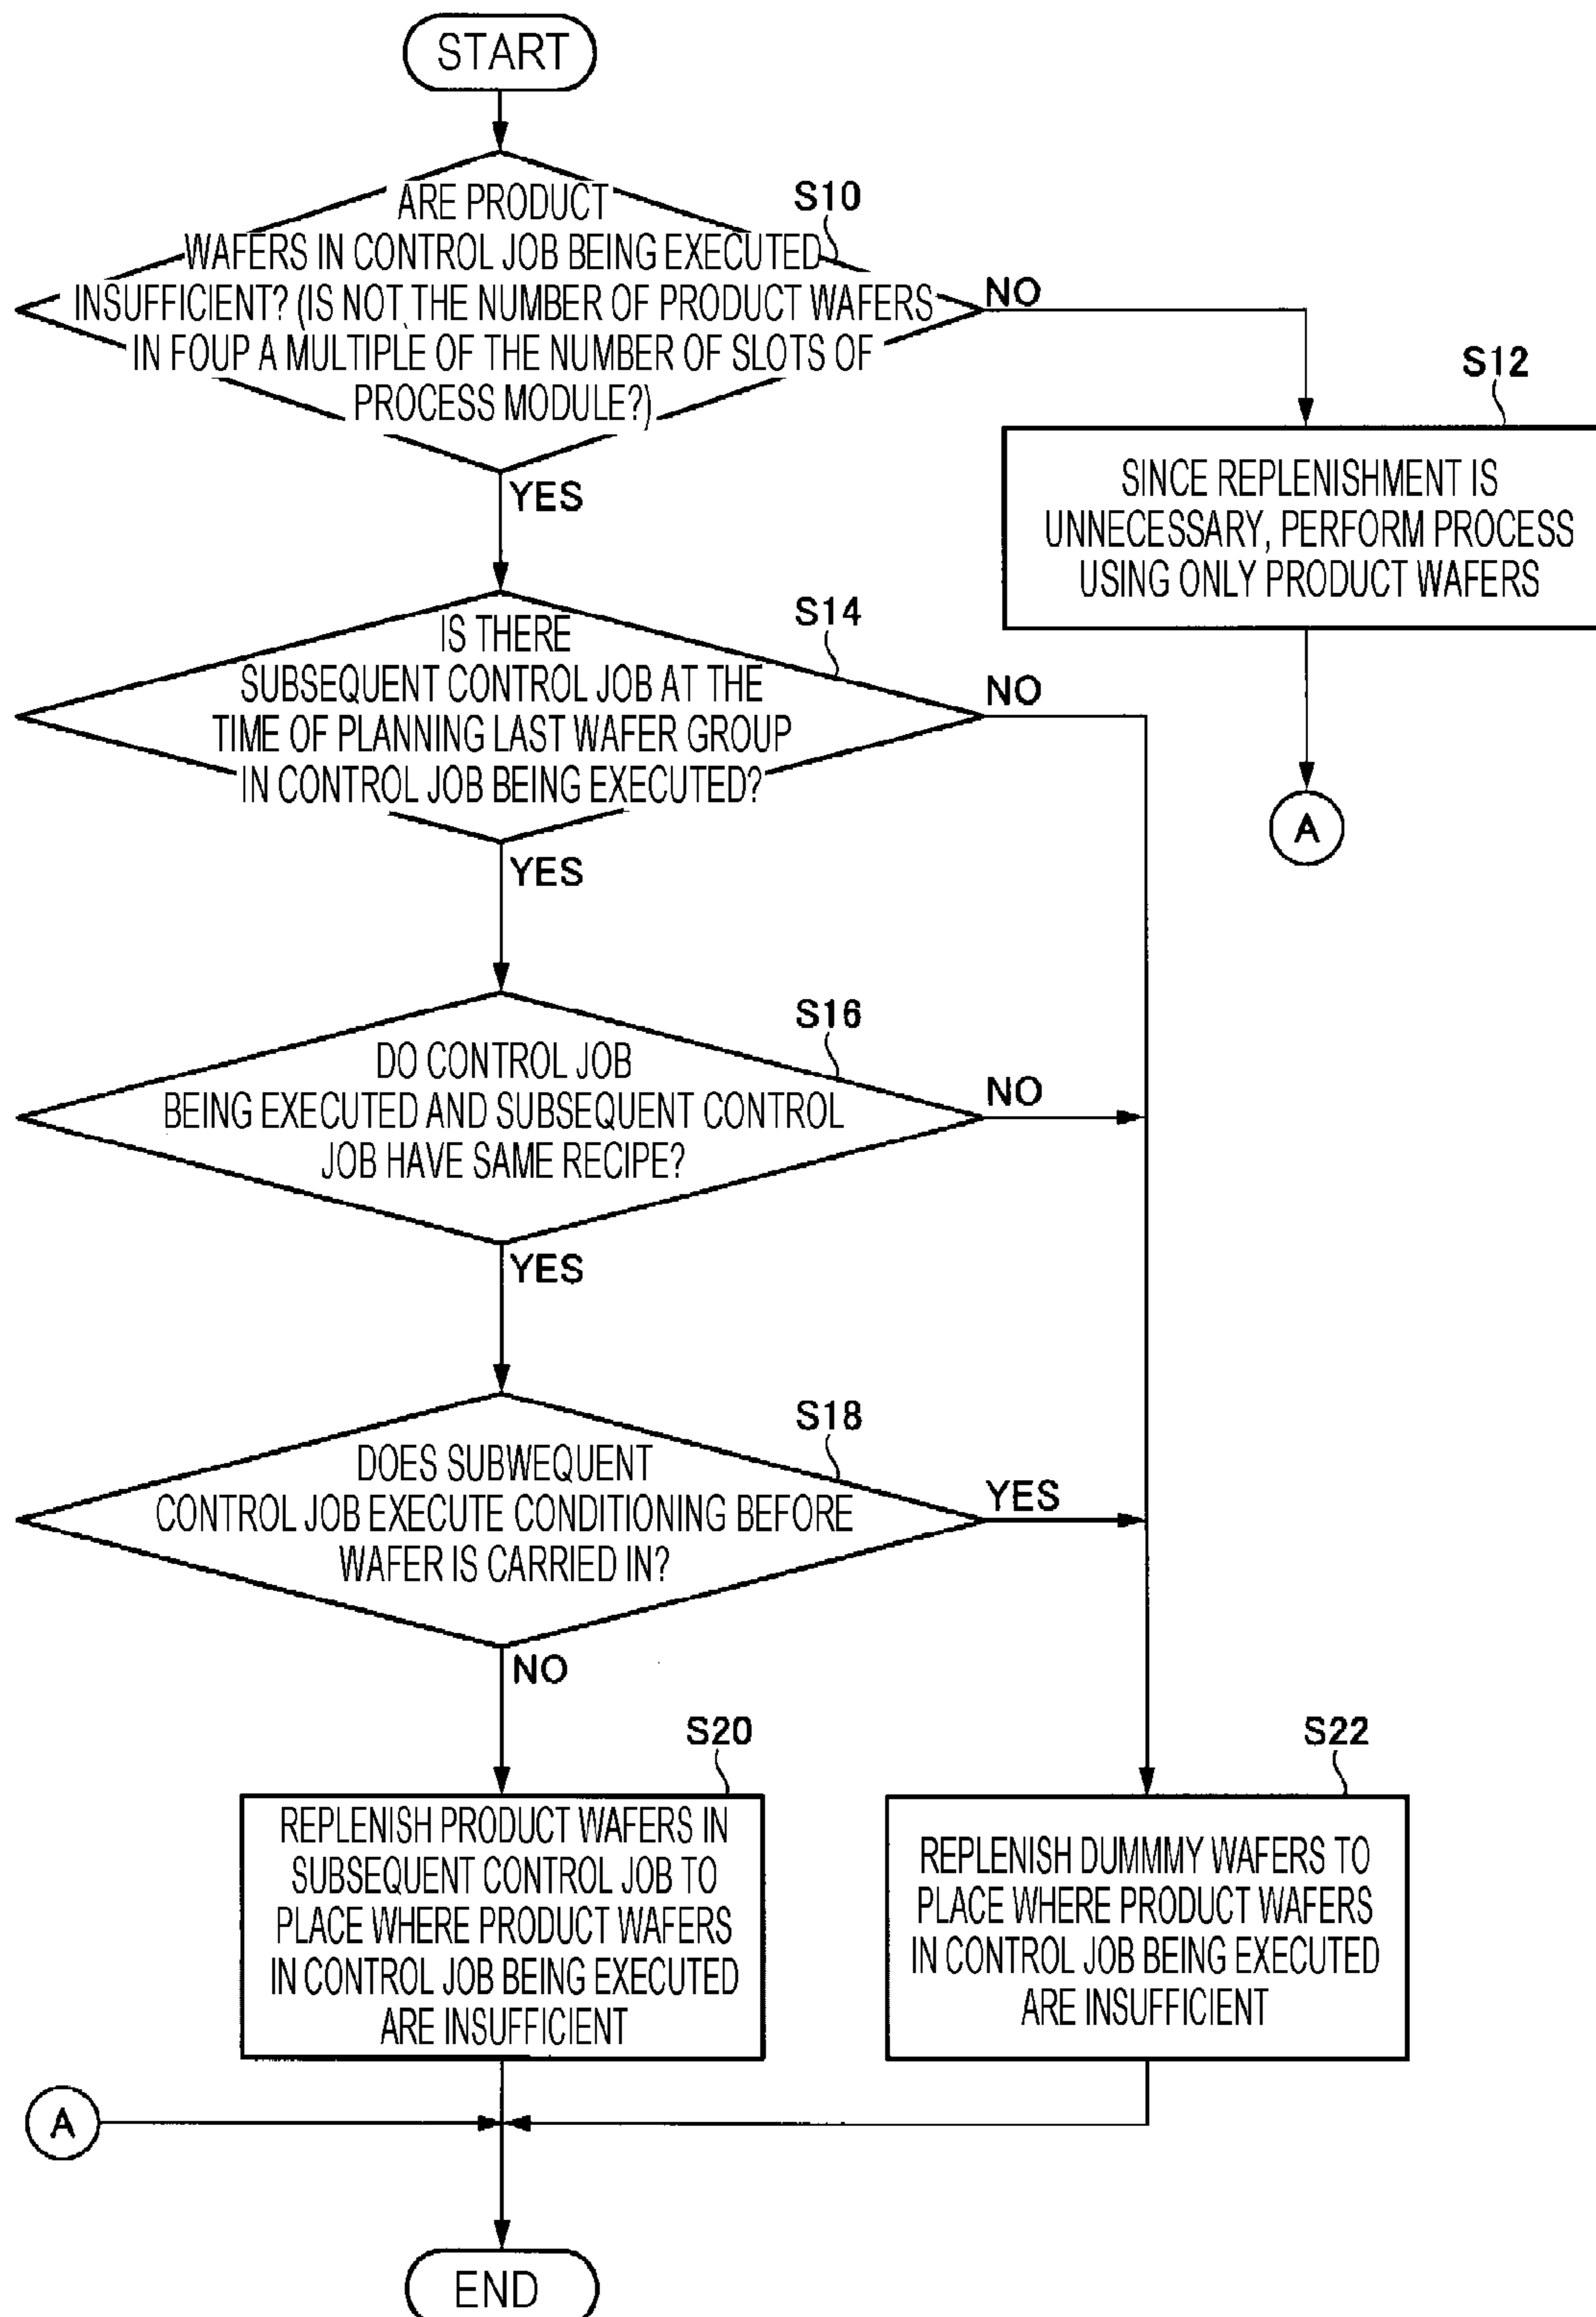 START
S10
ARE PRODUCT
WAFERS IN CONTROL JOB BEING EXECUTED
INSUFFICIENT? (IS NOT THE NUMBER OF PRODUCT WAFERS
IN FOUP A MULTIPLE OF THE NUMBER OF SLOTS OF
PROCESS MODULE?)
NO
YES
S12
SINCE REPLENISHMENT IS
UNNECESSARY, PERFORM PROCESS
USING ONLY PRODUCT WAFERS
A
S14
IS THERE
SUBSEQUENT CONTROL JOB AT THE
TIME OF PLANNING LAST WAFER GROUP
IN CONTROL JOB BEING EXECUTED?
NO
YES
S16
DO CONTROL JOB
BEING EXECUTED AND SUBSEQUENT CONTROL
JOB HAVE SAME RECIPE?
NO
YES
S18
DOES SUBWEQUENT
CONTROL JOB EXECUTE CONDITIONING BEFORE
WAFER IS CARRIED IN?
YES
NO
S20
REPLENISH PRODUCT WAFERS IN
SUBSEQUENT CONTROL JOB TO
PLACE WHERE PRODUCT WAFERS
IN CONTROL JOB BEING EXECUTED
ARE INSUFFICIENT
S22
REPLENISH DUMMMY WAFERS TO
PLACE WHERE PRODUCT WAFERS
IN CONTROL JOB BEING EXECUTED
ARE INSUFFICIENT
A
END